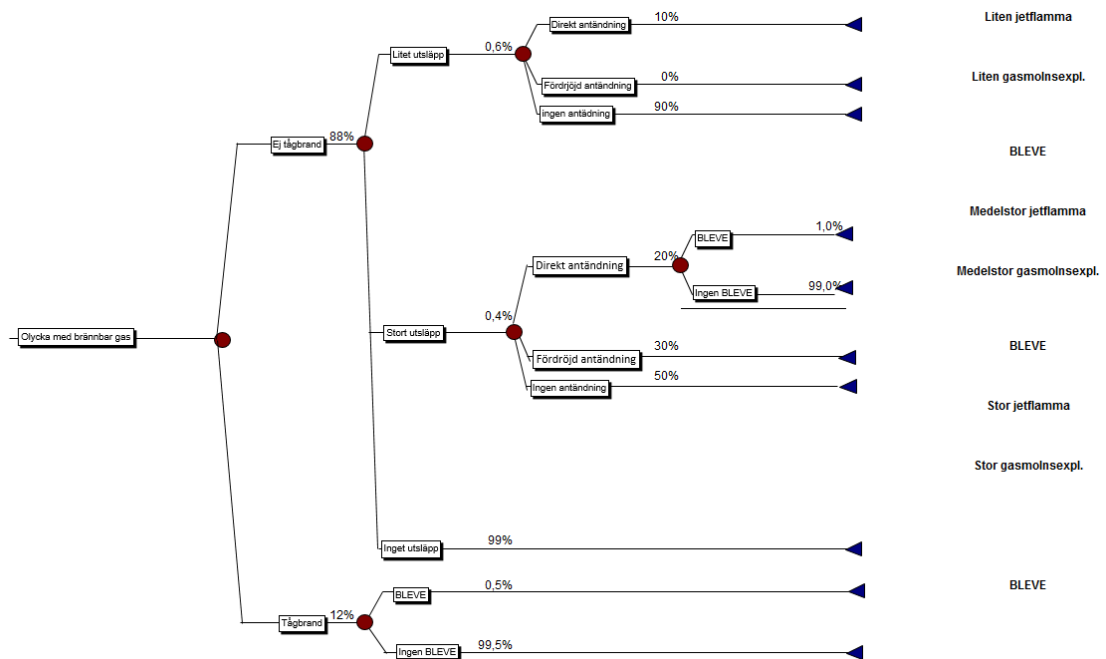 10%
Liten jetflamma
Direkt antändning
Litet utsläpp
0,6%
0%
Liten gasmolnsexpl.
Fördrjöjd antändning
90%
ingen antädning
Ej tågbrand
88%
BLEVE
Medelstor jetflamma
1,0%
BLEVE
20%
Direkt antändning
Medelstor gasmolnsexpl.
99,0%
Ingen BLEVE
0,4%
Olycka med brännbar gas
Stort utsläpp
BLEVE
30%
Fördröjd antändning
50%
Ingen antändning
Stor jetflamma
Stor gasmolnsexpl.
99%
Inget utsläpp
0,5%
BLEVE
BLEVE
12%
Tågbrand
99,5%
Ingen BLEVE